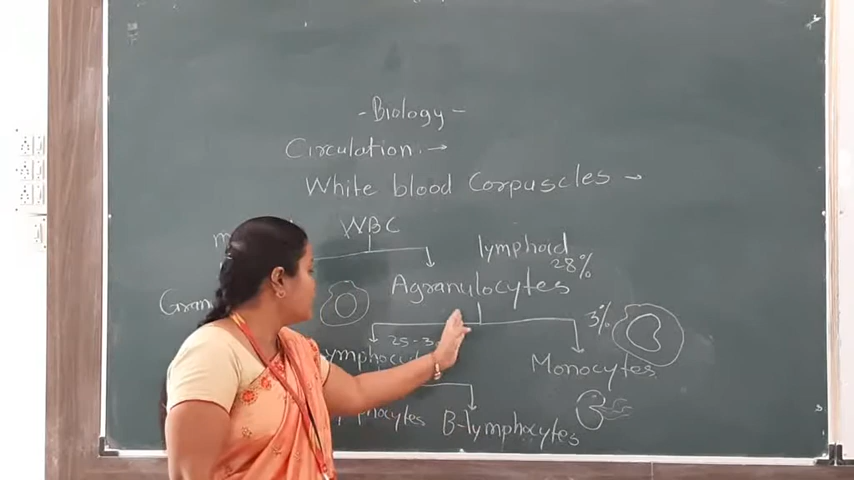 - Biology -
Circulation. →
White blood Corpuscles →
WBC
lymphoid
28%
Agranulocytes
3%
Monocytes
B-lymphocytes